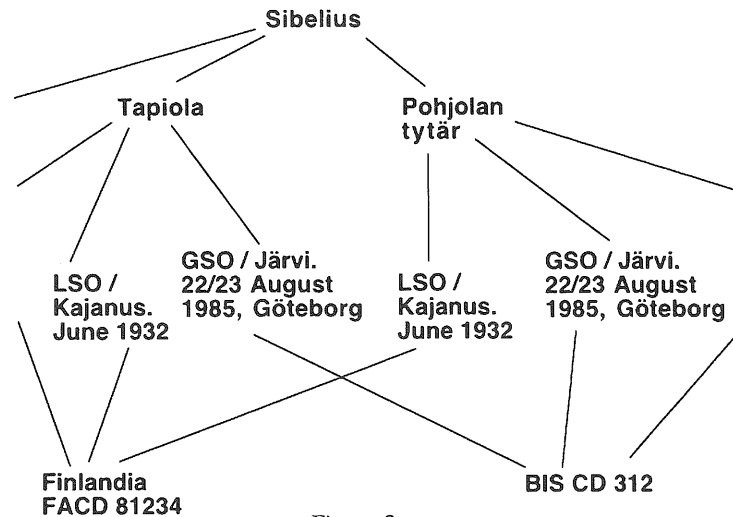 Sibelius
Tapiola
Pohjolan
tytär
LSO /
Kajanus.
June 1932
GSO / Järvi.
22/23 August
1985, Göteborg
LSO /
Kajanus.
June 1932
GSO / Järvi.
22/23 August
1985, Göteborg
Finlandia
FACD 81234
BIS CD 312